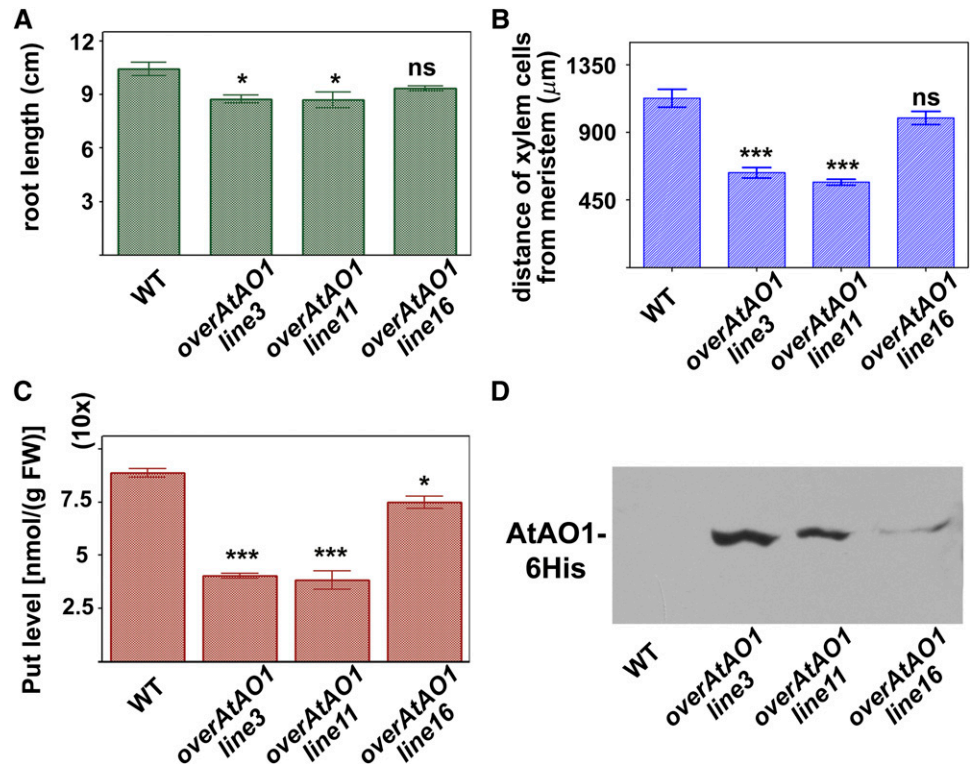 A
root length (cm)
12
9
6
3
*
*
ns
WT
overAtAO1
line3
overAtAO1
line11
overAtAO1
line16
B
distance of xylem cells
from meristem (µm)
1350
900
450
***
***
ns
WT
overAtAO1
line3
overAtAO1
line11
overAtAO1
line16
C
Put level [nmol/(g FW)]
(10x)
7.5
5
2.5
***
***
*
WT
overAtAO1
line3
overAtAO1
line11
overAtAO1
line16
D
AtAO1-
6His
WT
overAtAO1
line3
overAtAO1
line11
overAtAO1
line16